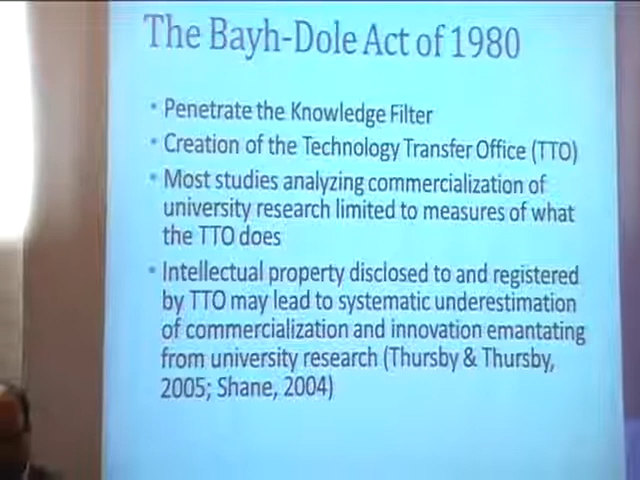 The Bayh-Dole Act of 1980
• Penetrate the Knowledge Filter
• Creation of the Technology Transfer Office (TTO)
• Most studies analyzing commercialization of
university research limited to measures of what
the TTO does
• Intellectual property disclosed to and registered
by TTO may lead to systematic underestimation
of commercialization and innovation emantating
from university research (Thursby & Thursby,
2005; Shane, 2004)